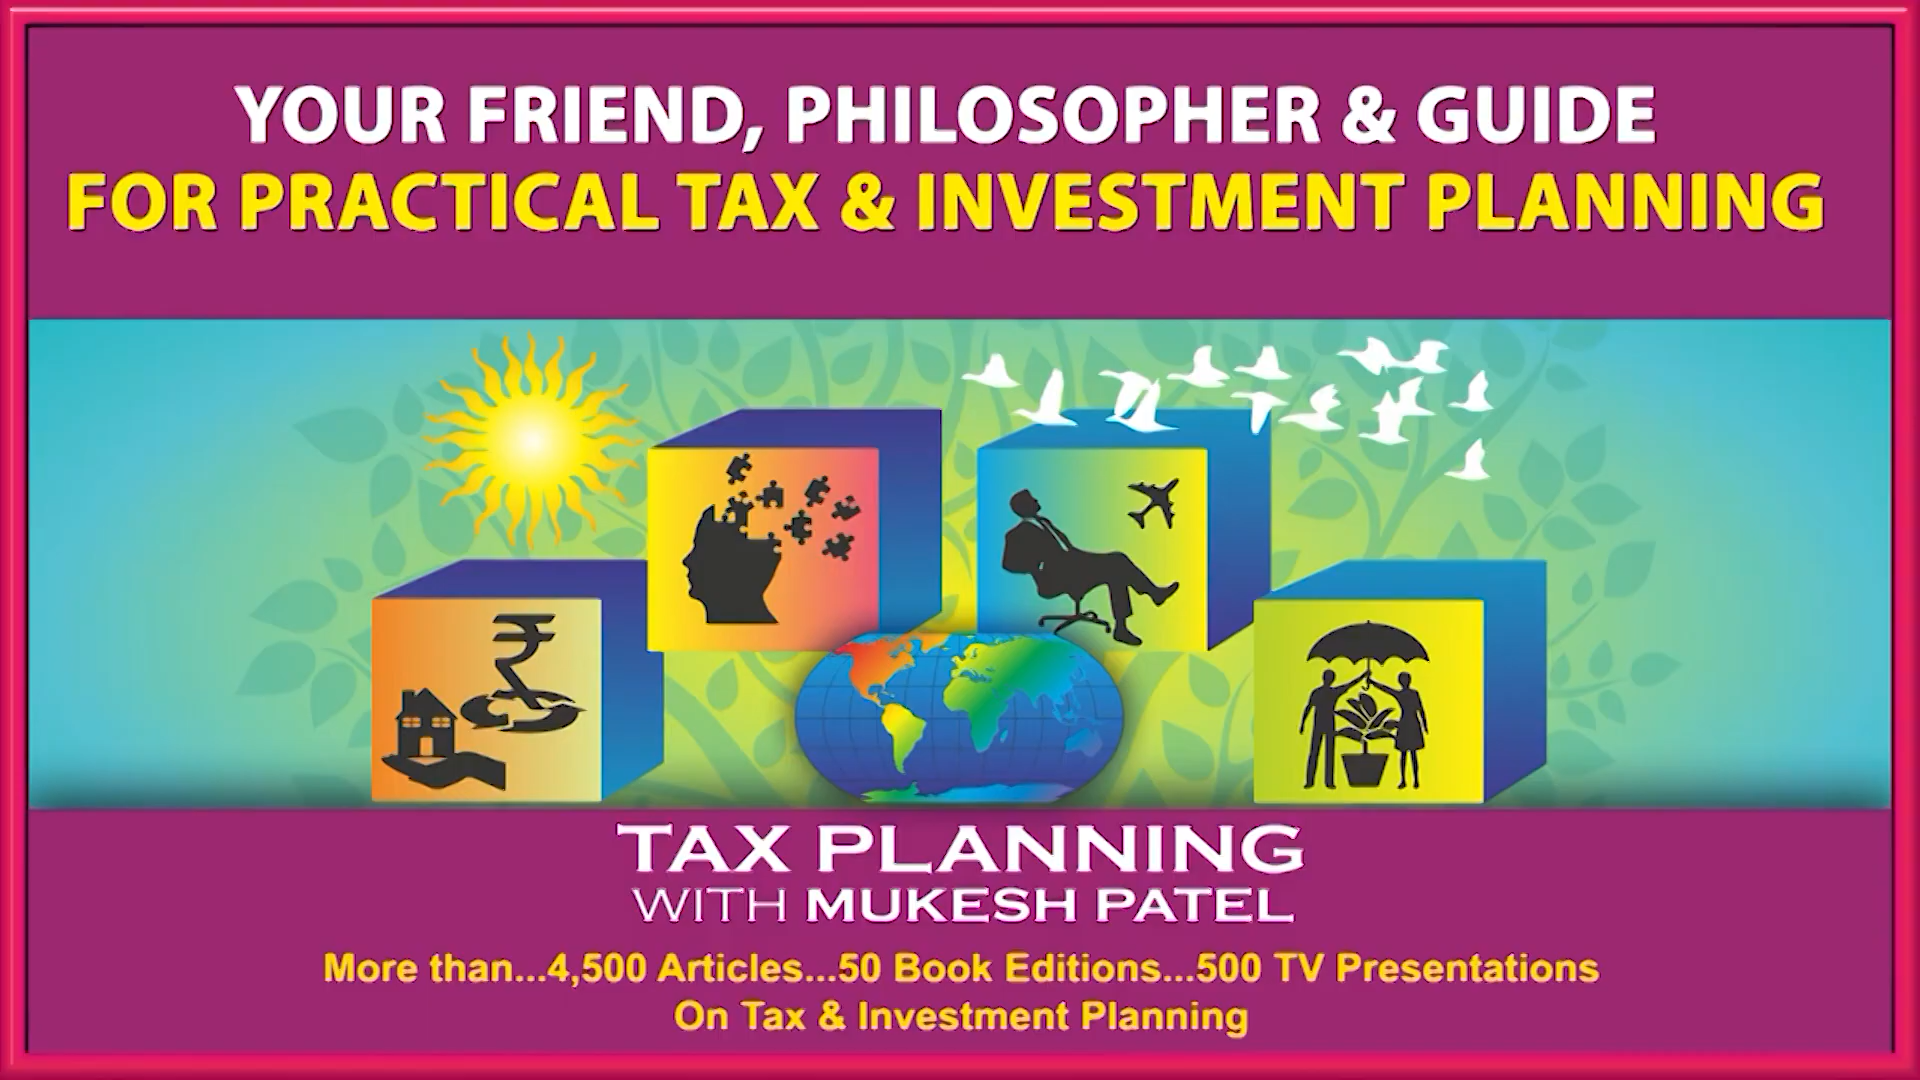 YOUR FRIEND, PHILOSOPHER & GUIDE
FOR PRACTICAL TAX & INVESTMENT PLANNING
₹
TAX PLANNING
WITH MUKESH PATEL
More than...4,500 Articles...50 Book Editions...500 TV Presentations
On Tax & Investment Planning